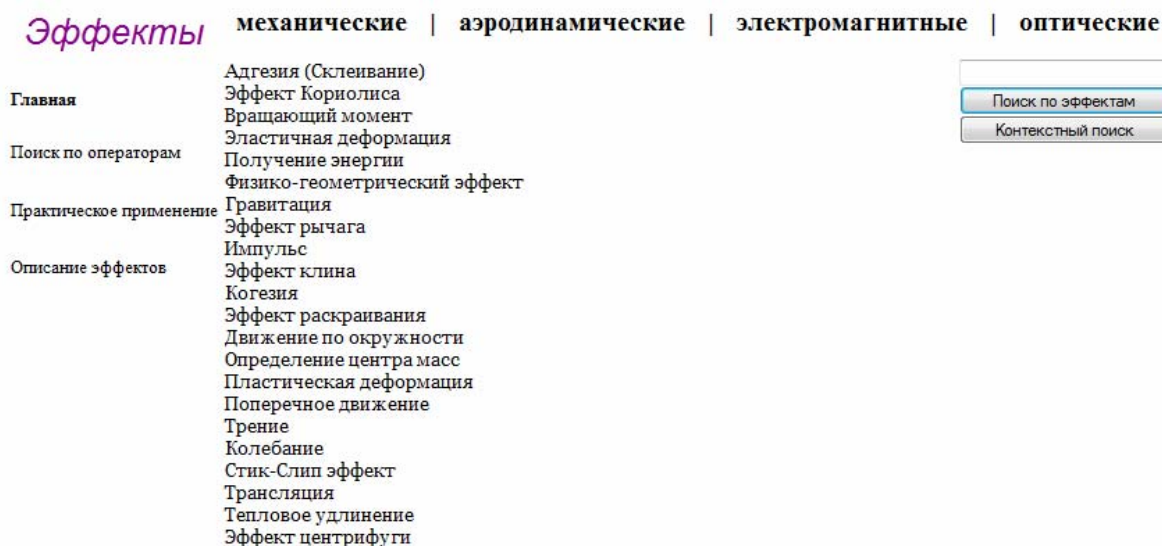 Эффекты
механические | аэродинамические | электромагнитные | оптические
Главная
Поиск по операторам
Практическое применение
Описание эффектов
Адгезия (Склеивание)
Эффект Кориолиса
Вращающий момент
Эластичная деформация
Получение энергии
Физико-геометрический эффект
Гравитация
Эффект рычага
Импульс
Эффект клина
Когезия
Эффект раскраивания
Движение по окружности
Определение центра масс
Пластическая деформация
Поперечное движение
Трение
Колебание
Стик-Слип эффект
Трансляция
Тепловое удлинение
Эффект центрифуги
Поиск по эффектам
Контекстный поиск